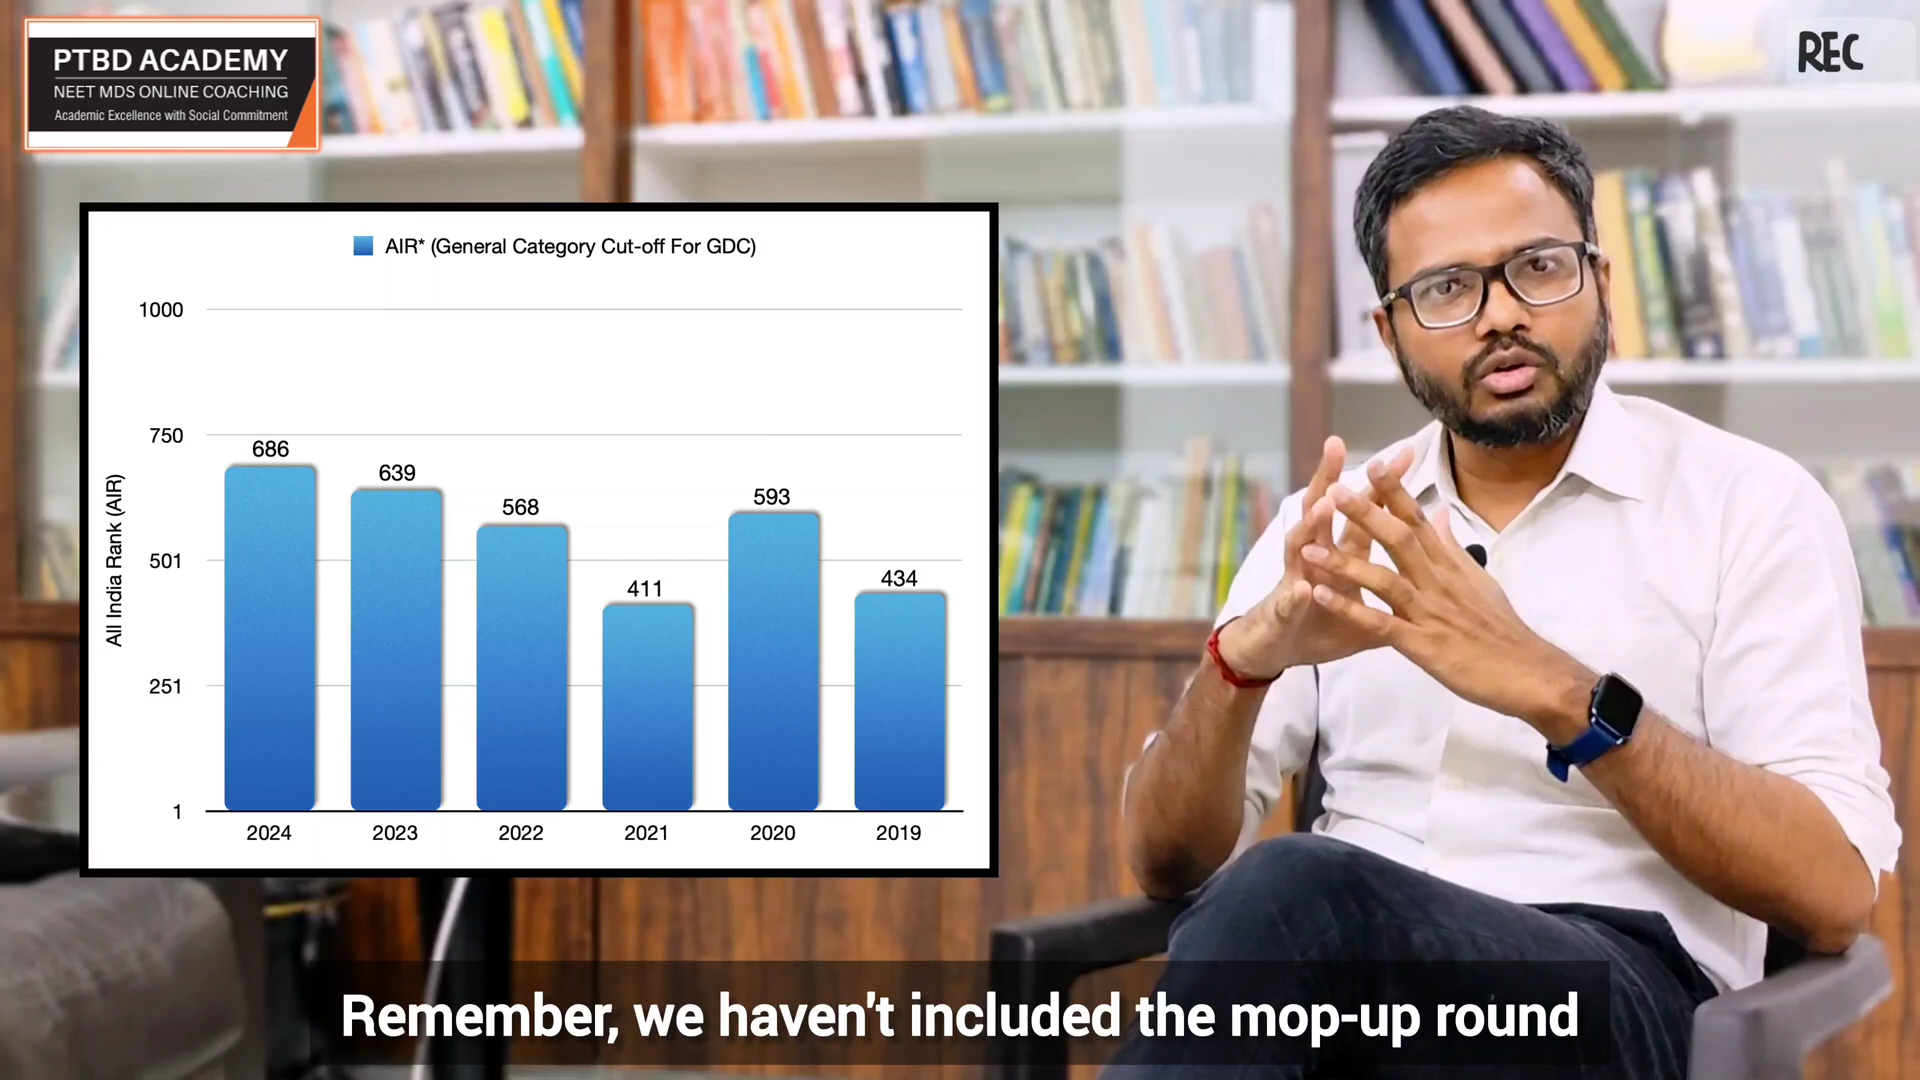 PTBD ACADEMY
NEET MDS ONLINE COACHING
Academic Excellence with Social Commitment
REC
AIR* (General Category Cut-off For GDC)
1000
750
501
251
1
All India Rank (AIR)
686
639
568
411
593
434
2024
2023
2022
2021
2020
2019
Remember, we haven't included the mop-up round